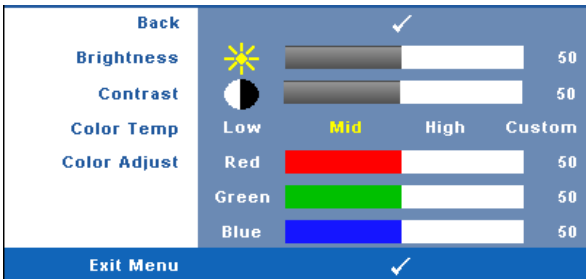 Back
Brightness 50
Contrast 50
Color Temp Low Mid High Custom
Color Adjust Red 50
Green 50
Blue 50
Exit Menu